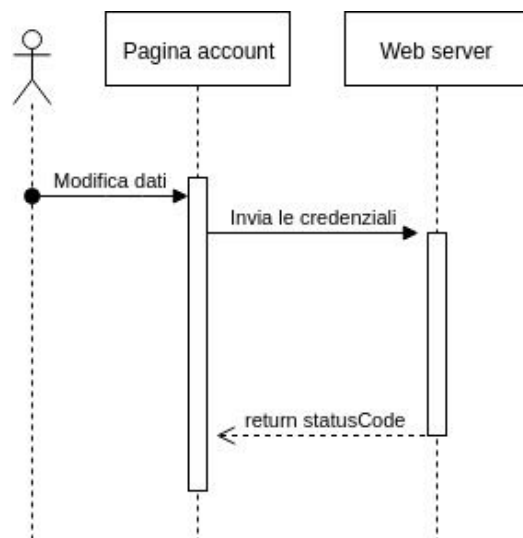 Pagina account
Web server
Modifica dati
Invia le credenziali
return statusCode